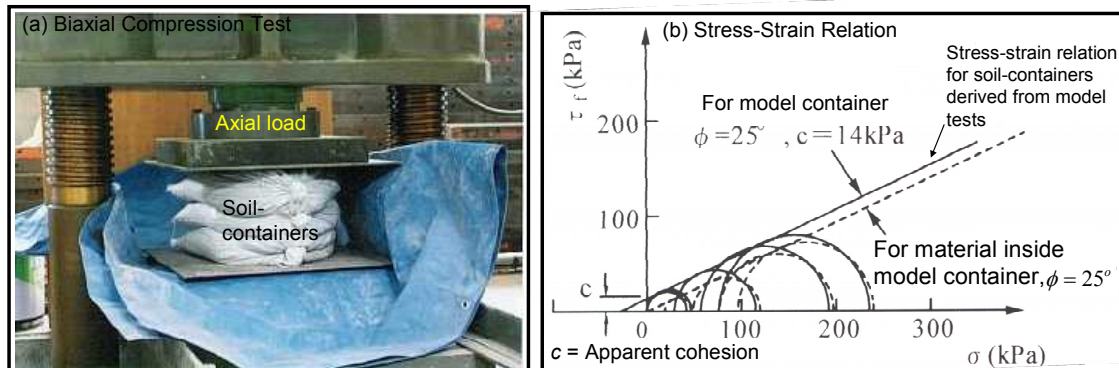 (a) Biaxial Compression Test
Axial load
Soil-
containers
(b) Stress-Strain Relation
τ f (kPa)
200
100
0
c
For model container
ϕ =25˘ , c=14kPa
Stress-strain relation
for soil-containers
derived from model
tests
For material inside
model container,ϕ = 25°
0 100 200 300
c = Apparent cohesion
σ (kPa)